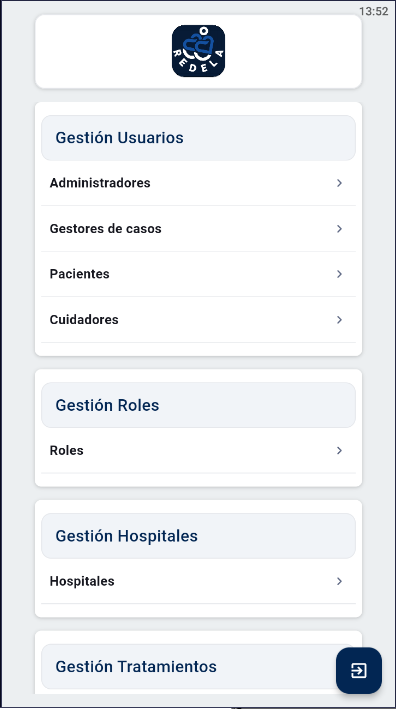 13:52
REDELA
Gestión Usuarios
Administradores
Gestores de casos
Pacientes
Cuidadores
Gestión Roles
Roles
Gestión Hospitales
Hospitales
Gestión Tratamientos